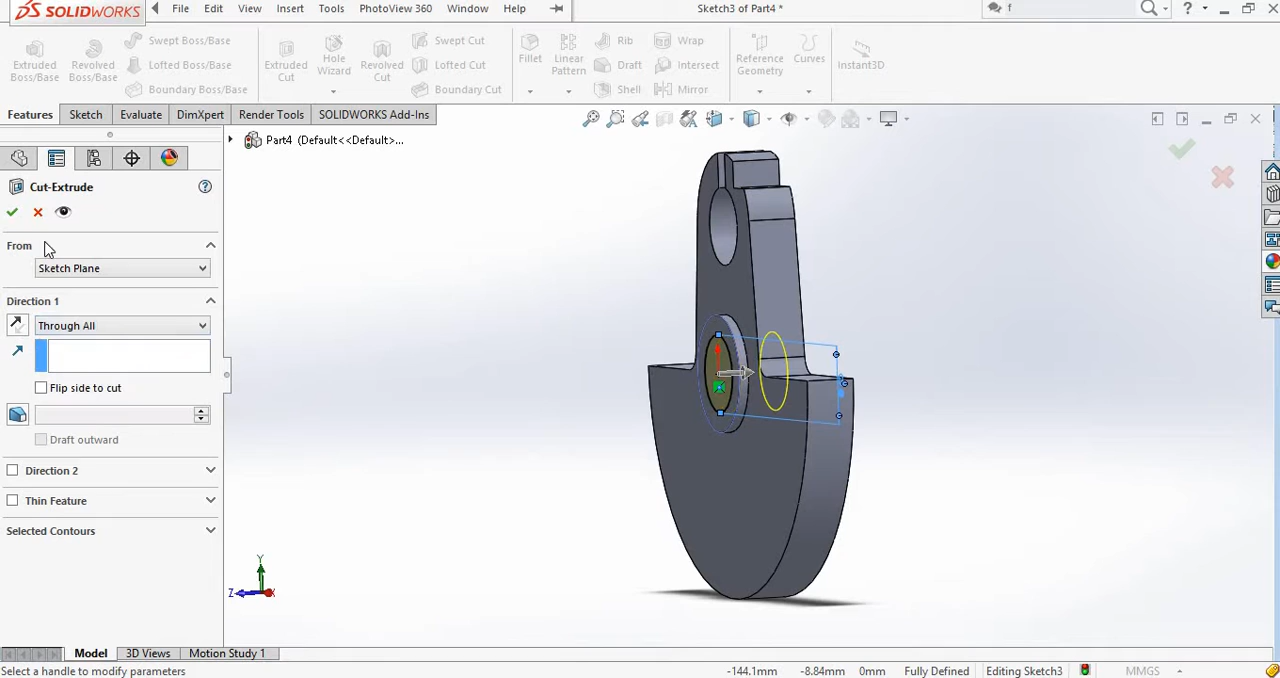 SOLIDWORKS File Edit View Insert Tools PhotoView 360 Window Help Sketch3 of Part4 * f ?
Extruded Boss/Base
Revolved Boss/Base
Swept Boss/Base
Lofted Boss/Base
Boundary Boss/Base
Extruded Cut
Hole Wizard
Revolved Cut
Swept Cut
Lofted Cut
Boundary Cut
Fillet
Linear Pattern
Rib
Draft
Shell
Wrap
Intersect
Mirror
Reference Geometry
Curves
Instant3D
Features Sketch Evaluate DimXpert Render Tools SOLIDWORKS Add-Ins
Part4 (Default<<Default>...
Cut-Extrude ?
From
Sketch Plane
Direction 1
Through All
Flip side to cut
Draft outward
Direction 2
Thin Feature
Selected Contours
Y
Z X
Model 3D Views Motion Study 1
Select a handle to modify parameters -144.1mm -8.84mm 0mm Fully Defined Editing Sketch3 MMGS